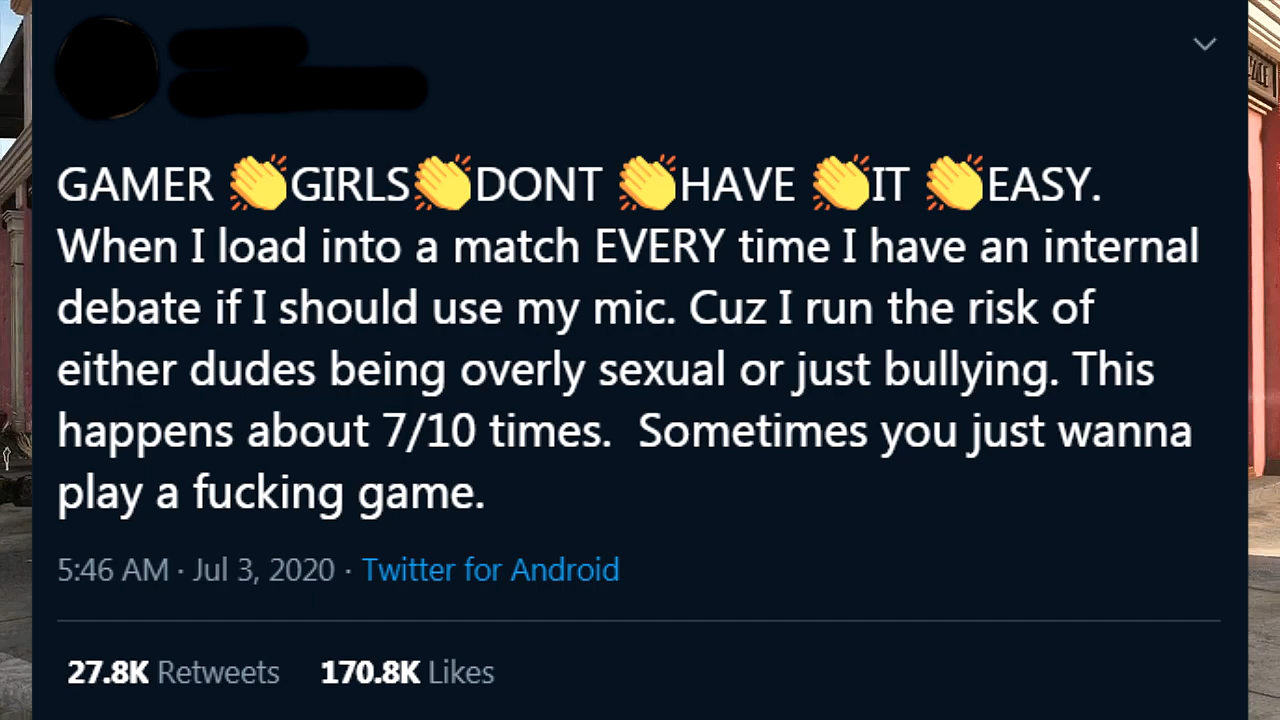 GAMER 👏GIRLS👏DONT 👏HAVE 👏IT 👏EASY.
When I load into a match EVERY time I have an internal
debate if I should use my mic. Cuz I run the risk of
either dudes being overly sexual or just bullying. This
happens about 7/10 times.  Sometimes you just wanna
play a fucking game.
5:46 AM · Jul 3, 2020 · Twitter for Android
27.8K Retweets 170.8K Likes